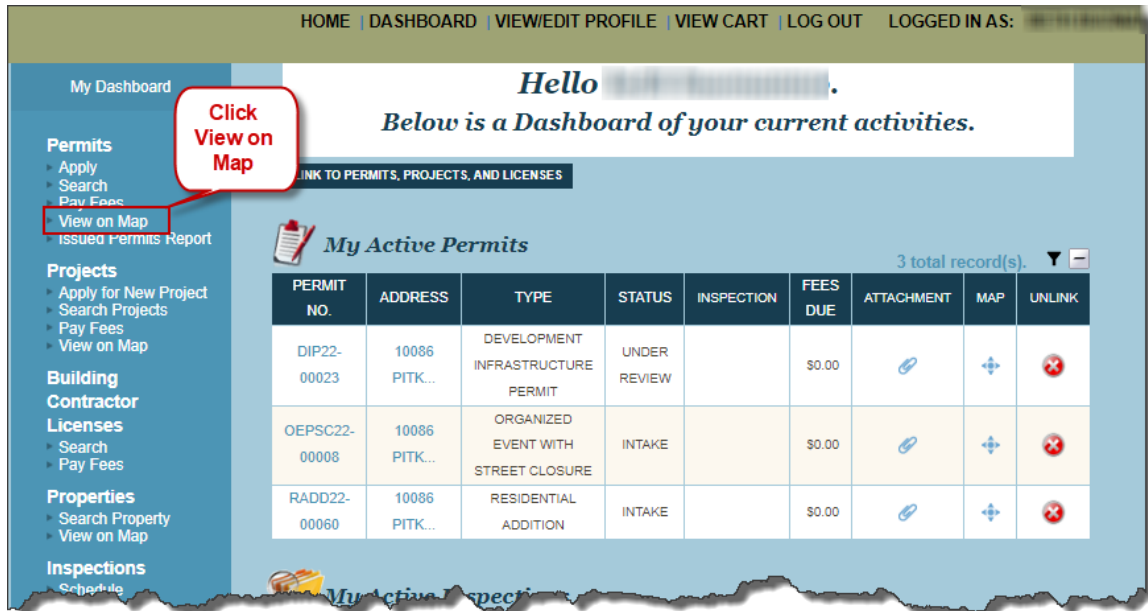 HOME | DASHBOARD | VIEW/EDIT PROFILE | VIEW CART | LOG OUT LOGGED IN AS:
My Dashboard
Click
View on
Map
Permits
Apply
Search
Pay Fees
View on Map
Issued Permits Report
Projects
Apply for New Project
Search Projects
Pay Fees
View on Map
Building
Contractor
Licenses
Search
Pay Fees
Properties
Search Property
View on Map
Inspections
Schedule
Hello .
Below is a Dashboard of your current activities.
LINK TO PERMITS, PROJECTS, AND LICENSES
My Active Permits
3 total record(s).
PERMIT NO. ADDRESS TYPE STATUS INSPECTION FEES DUE ATTACHMENT MAP UNLINK
DIP22-00023 10086 PITK... DEVELOPMENT INFRASTRUCTURE PERMIT UNDER REVIEW $0.00
OEPSC22-00008 10086 PITK... ORGANIZED EVENT WITH STREET CLOSURE INTAKE $0.00
RADD22-00060 10086 PITK... RESIDENTIAL ADDITION INTAKE $0.00
My Active Inspections